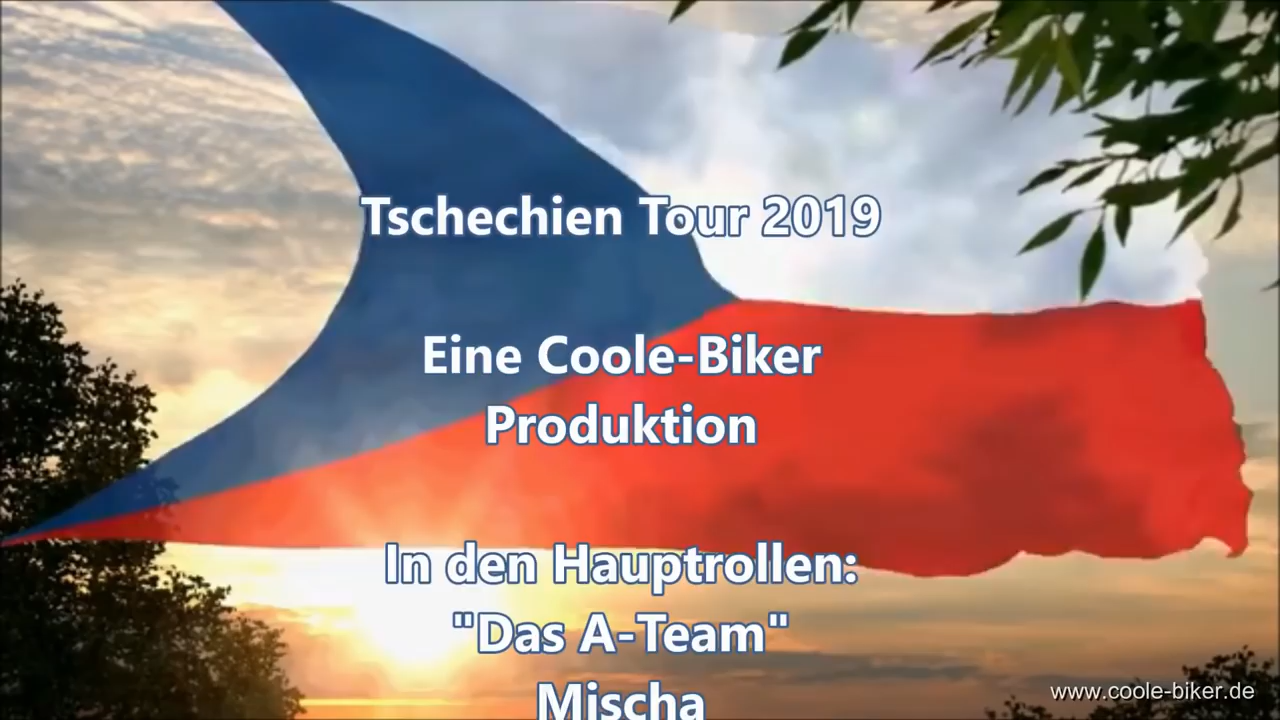 Tschechien Tour 2019
Eine Coole-Biker
Produktion
In den Hauptrollen:
"Das A-Team"
Mischa
www.coole-biker.de